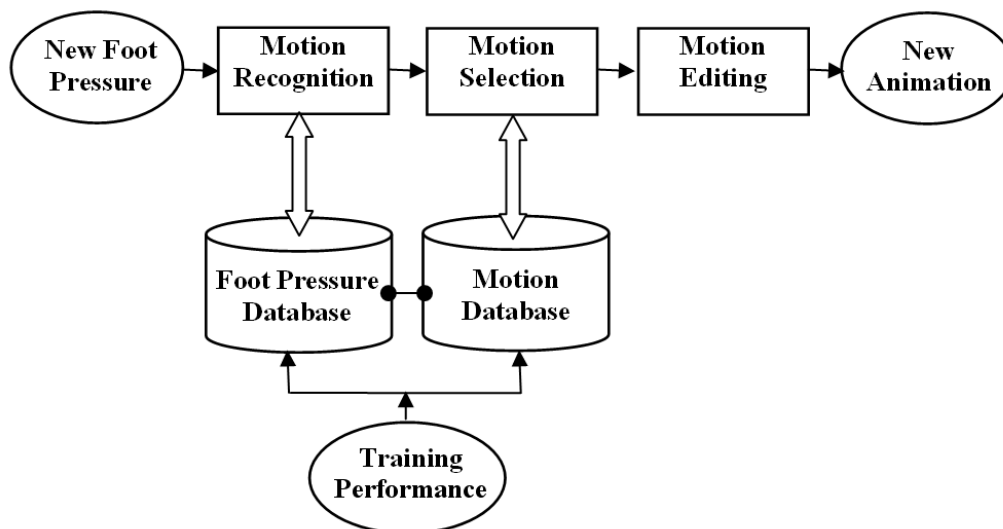 New Foot
Pressure
Motion
Recognition
Motion
Selection
Motion
Editing
New
Animation
Foot Pressure
Database
Motion
Database
Training
Performance